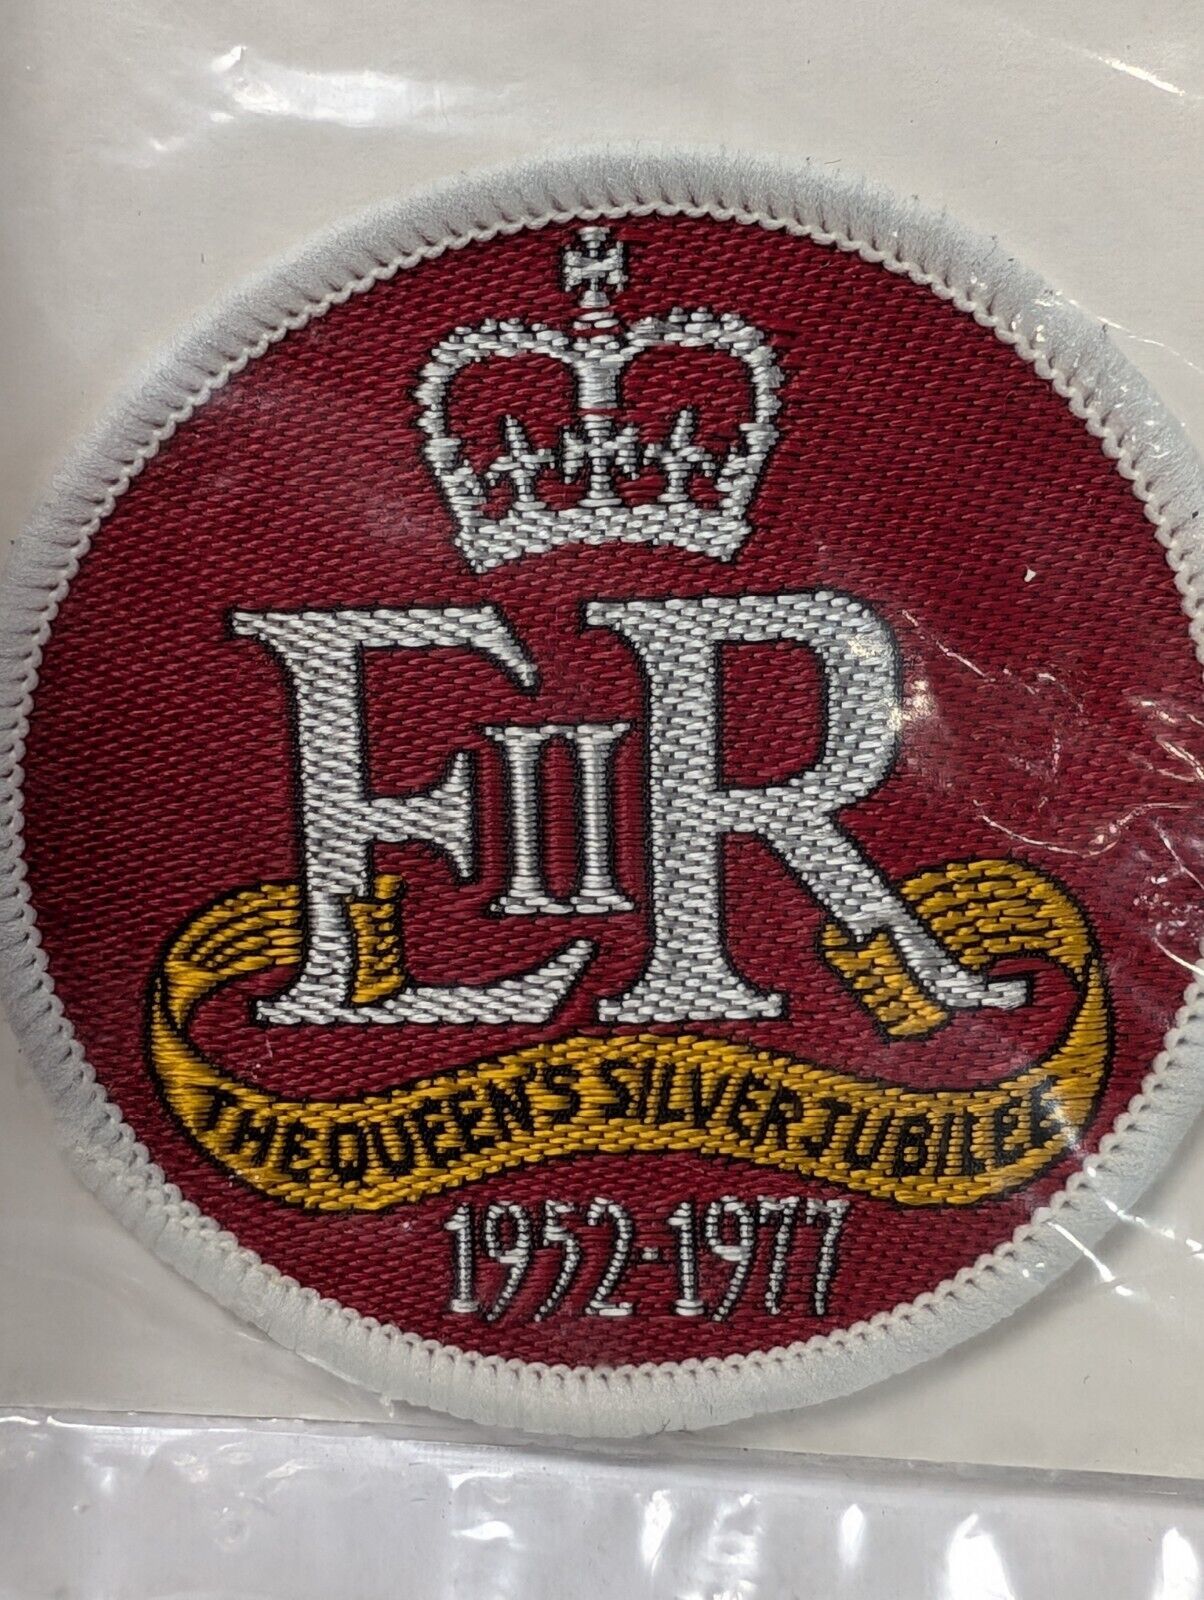 EIIR
THE QUEEN'S SILVER JUBILEE
1952-1977